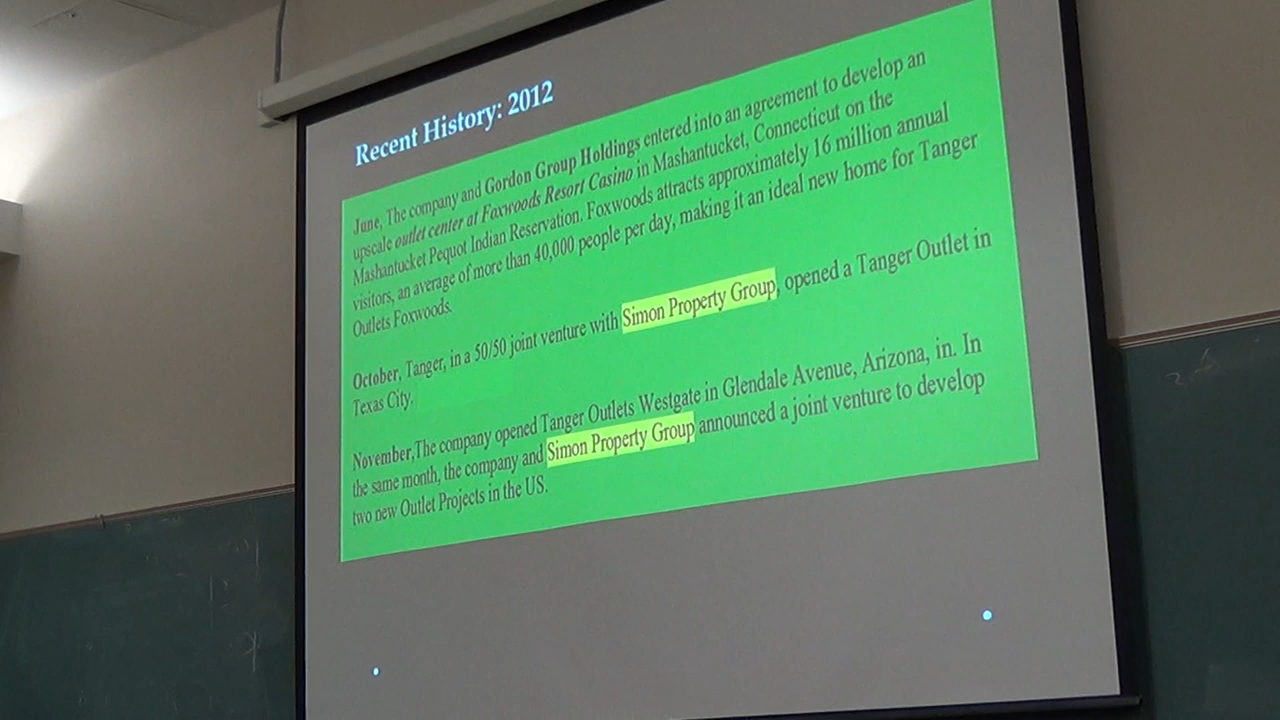 Recent History: 2012
June, The company and Gordon Group Holdings entered into an agreement to develop an
upscale outlet center at Foxwoods Resort Casino in Mashantucket, Connecticut on the
Mashantucket Pequot Indian Reservation. Foxwoods attracts approximately 16 million annual
visitors, an average of more than 40,000 people per day, making it an ideal new home for Tanger
Outlets Foxwoods.
October, Tanger, in a 50/50 joint venture with Simon Property Group, opened a Tanger Outlet in
Texas City.
November,The company opened Tanger Outlets Westgate in Glendale Avenue, Arizona, in. In
the same month, the company and Simon Property Group announced a joint venture to develop
two new Outlet Projects in the US.